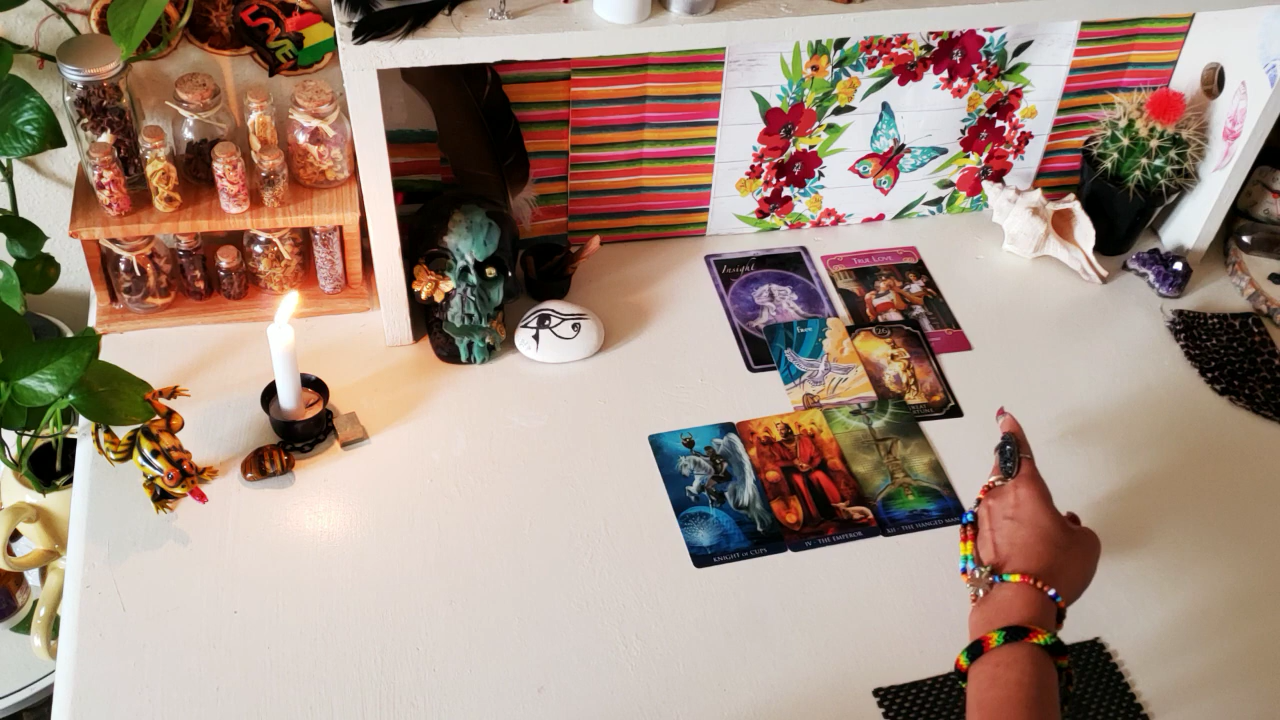 Insight
TRUE LOVE
KNIGHT OF CUPS
IV - THE EMPEROR
XII - THE HANGED MAN